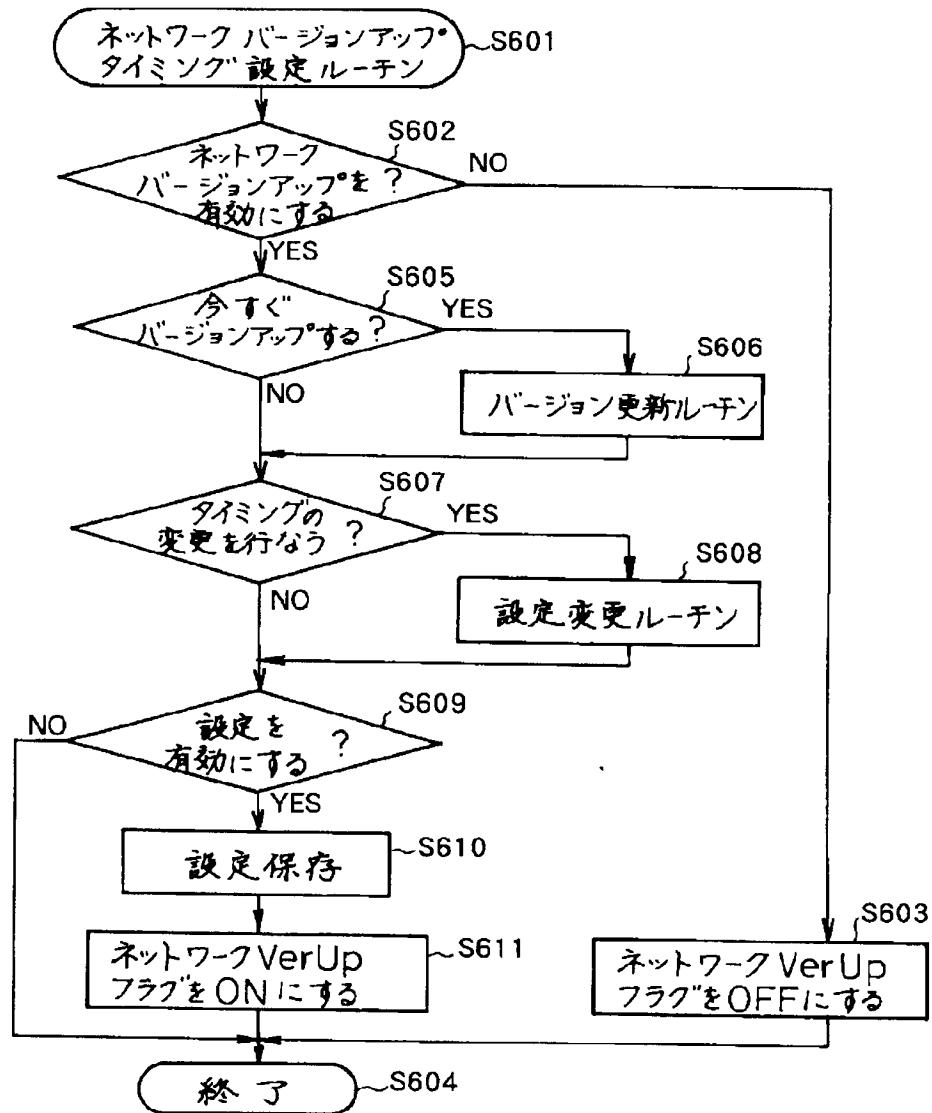 ネットワーク バージョンアップ
タイミング 設定 ルーチン
S601
S602
ネットワーク
バージョンアップを ?
有効にする
NO
YES
S605
今すぐ
バージョンアップする ?
YES
NO
S606
バージョン更新ルーチン
S607
タイミングの
変更を行なう ?
YES
NO
S608
設定変更ルーチン
S609
設定を
有効にする ?
NO
YES
設定保存
S610
ネットワークVerUp
フラグをONにする
S611
S603
ネットワークVerUp
フラグをOFFにする
終了
S604